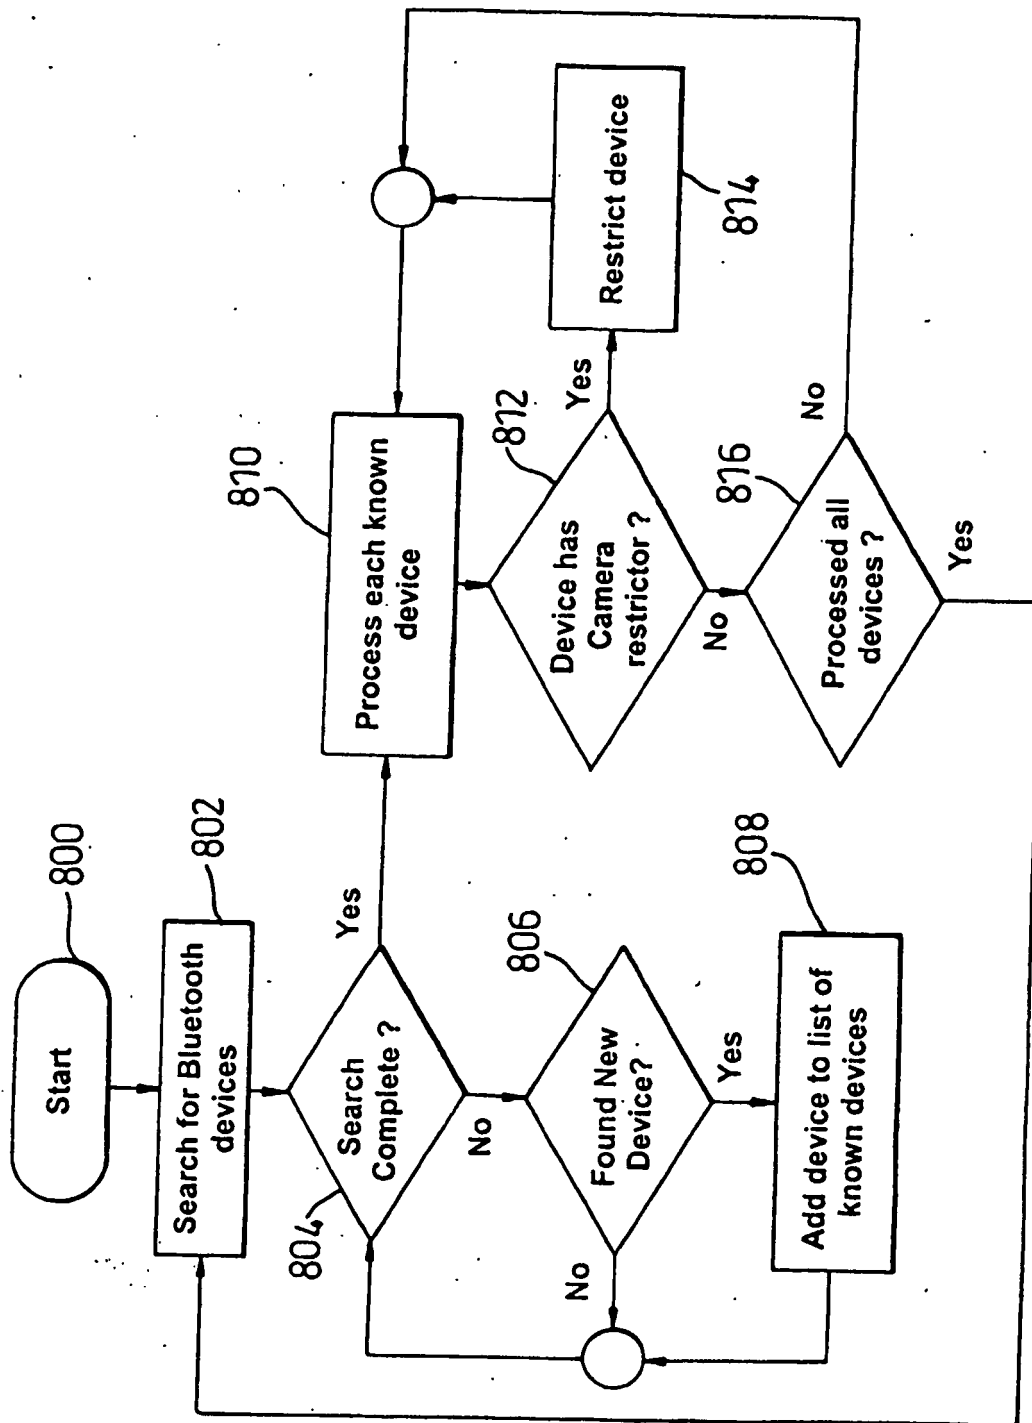 Start
800
Search for Bluetooth
devices
802
Search
Complete ?
804
Yes
No
Found New
Device?
806
No
Yes
Add device to list of
known devices
808
Process each known
device
810
Device has
Camera
restrictor ?
812
Yes
No
Restrict device
814
Processed all
devices ?
816
No
Yes